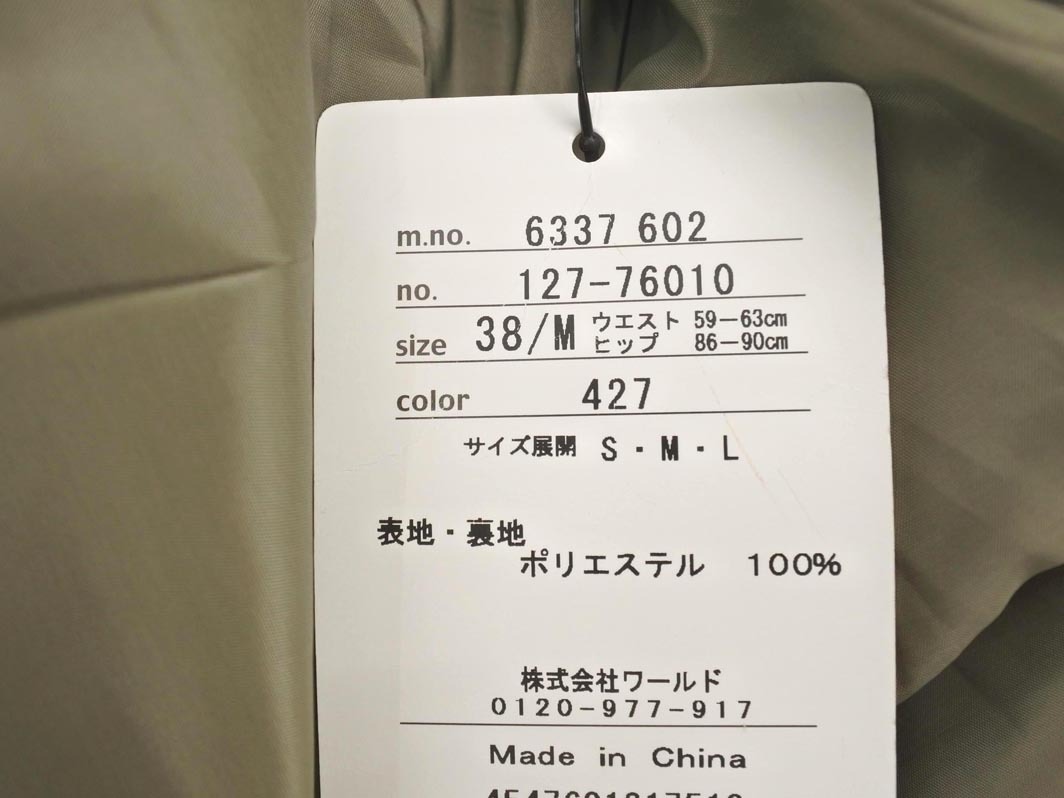 m.no. 6337 602
no. 127-76010
size 38/M ウエスト 59-63cm
ヒップ 86-90cm
color 427
サイズ展開 S・M・L
表地・裏地
ポリエステル 100%
株式会社ワールド
0120-977-917
Made in China